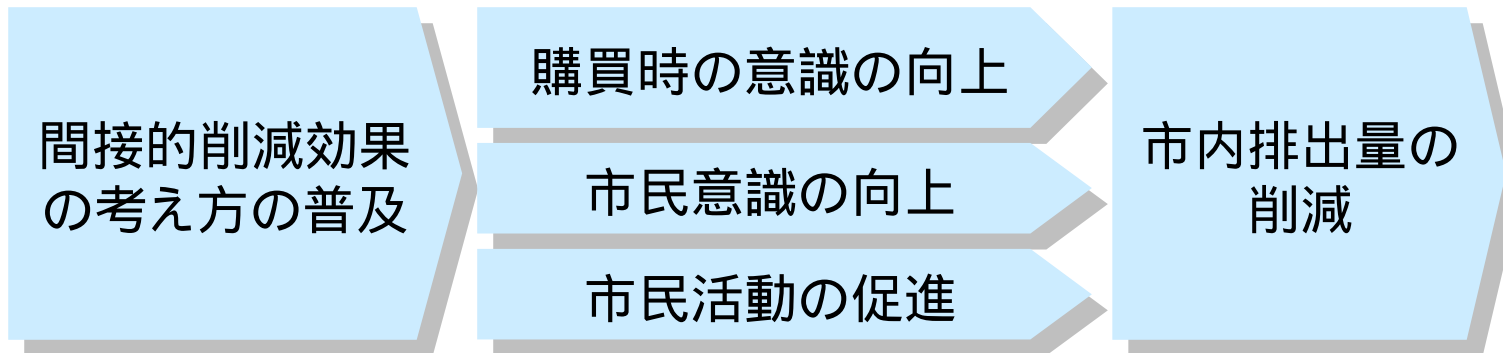 間接的削減効果
の考え方の普及
購買時の意識の向上
市民意識の向上
市民活動の促進
市内排出量の
削減